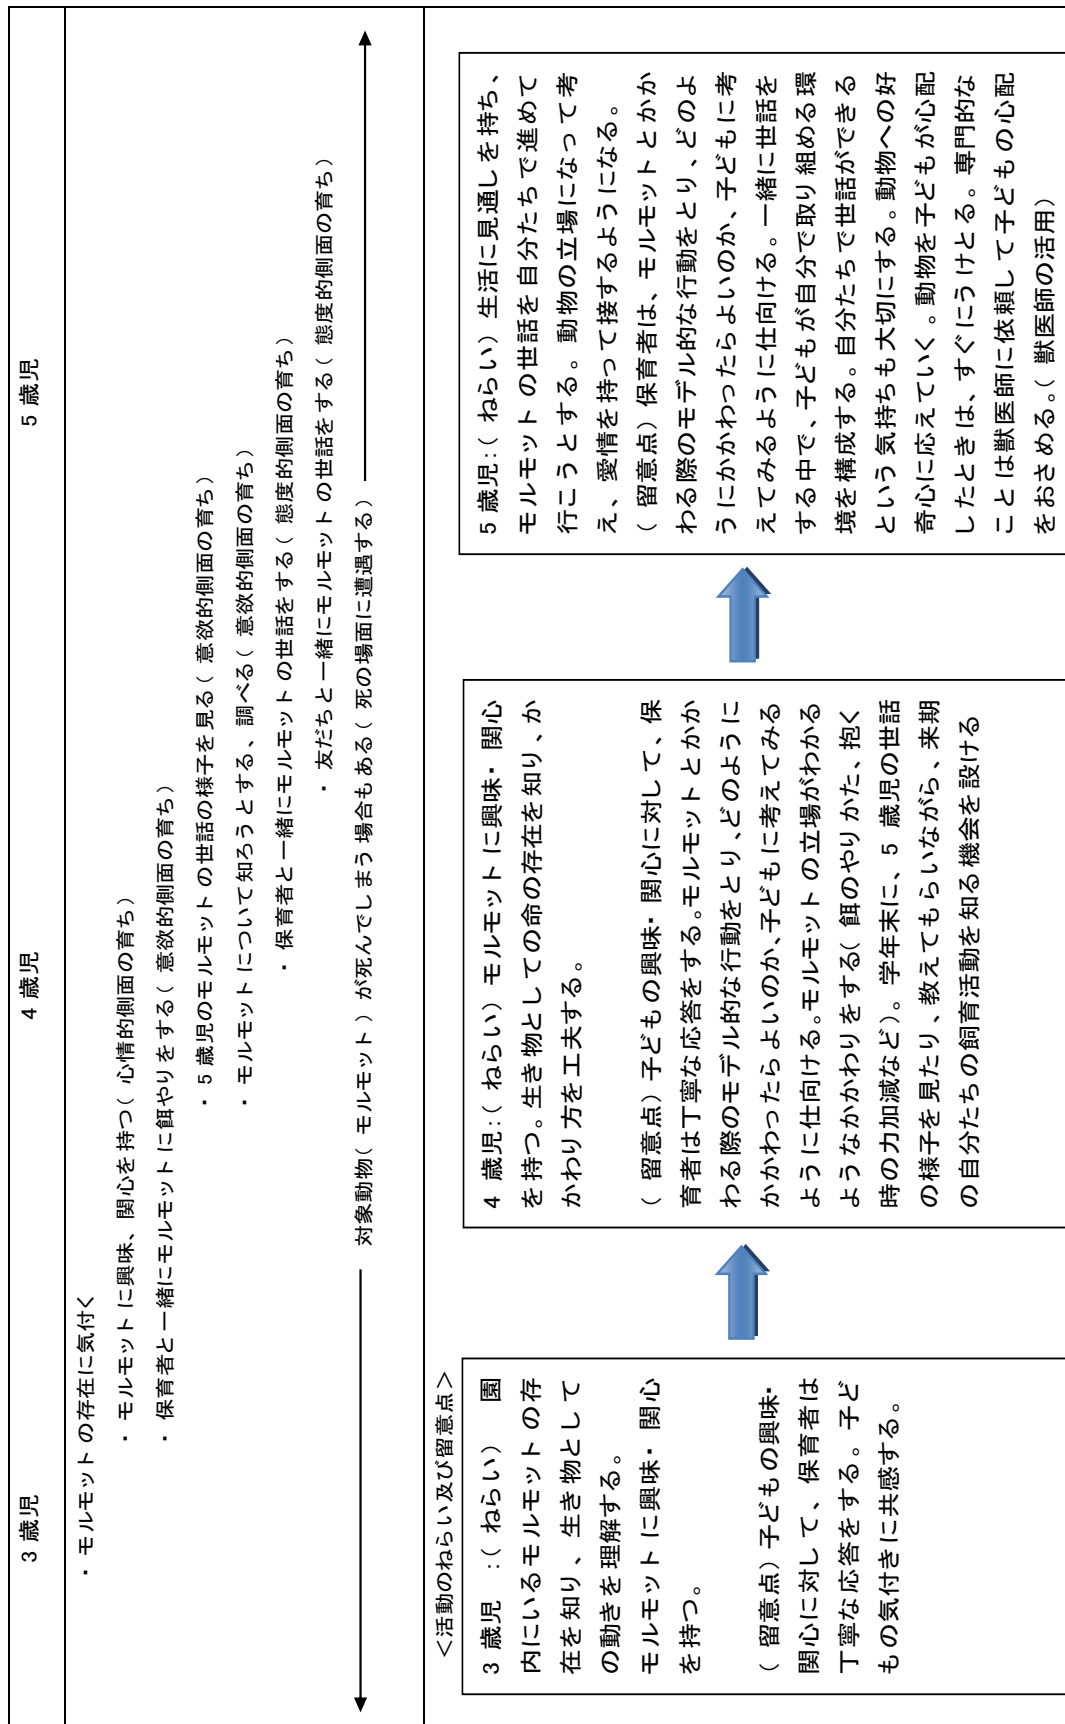 3 歳児
4 歳児
5 歳児
・ モルモットの存在に気付く
・ モルモットに興味、関心を持つ（心情的側面の育ち）
・ 保育者と一緒にモルモットに餌やりをする（意欲的側面の育ち）
・ 5 歳児のモルモットの世話の様子を見る（意欲的側面の育ち）
・ モルモットについて知ろうとする、調べる（意欲的側面の育ち）
・ 保育者と一緒にモルモットの世話をする（態度的側面の育ち）
・ 友だちと一緒にモルモットの世話をする（態度的側面の育ち）
対象動物（モルモット）が死んでしまう場合もある（死の場面に遭遇する）
＜活動のねらい及び留意点＞
3 歳児 ：（ねらい） 園
内にいるモルモットの存
在を知り、生き物として
の動きを理解する。
モルモットに興味・関心
を持つ。
（留意点）子どもの興味・
関心に対して、保育者は
丁寧な応答をする。子ど
もの気付きに共感する。
4 歳児：（ねらい）モルモットに興味・関心
を持つ。生き物としての命の存在を知り、か
かわり方を工夫する。
（留意点）子どもの興味・関心に対して、保
育者は丁寧な応答をする。モルモットとかか
わる際のモデル的な行動をとり、どのように
かかわったらよいのか、子どもに考えてみる
ように仕向ける。モルモットの立場がわかる
ようなかかわりをする（餌のやりかた、抱く
時の力加減など）。学年末に、5 歳児の世話
の様子を見たり、教えてもらいながら、来期
の自分たちの飼育活動を知る機会を設ける
5 歳児：（ねらい）生活に見通しを持ち、
モルモットの世話を自分たちで進めて
行こうとする。動物の立場になって考
え、愛情を持って接するようになる。
（留意点）保育者は、モルモットとかか
わる際のモデル的な行動をとり、どのよ
うにかかわったらよいのか、子どもに考
えてみるように仕向ける。一緒に世話を
する中で、子どもが自分で取り組める環
境を構成する。自分たちで世話ができる
という気持ちも大切にする。動物への好
奇心に応えていく。動物を子どもが心配
したときは、すぐにうけとる。専門的な
ことは獣医師に依頼して子どもの心配
をおさめる。（獣医師の活用）